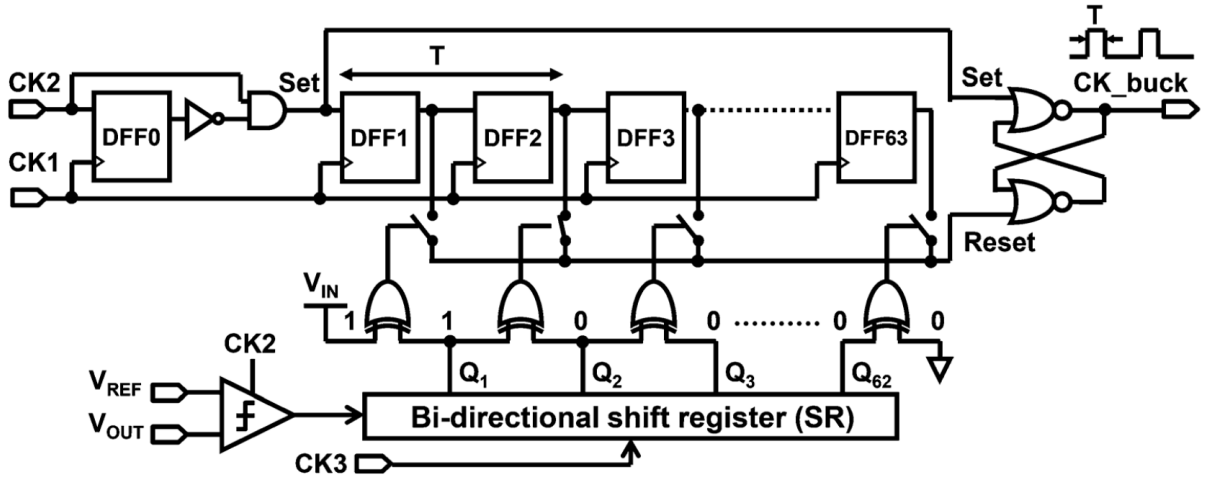 T
T
CK2
Set
Set
CK_buck
DFF0
DFF1
DFF2
DFF3
DFF63
CK1
Reset
V_IN
1
1
0
0
0
0
CK2
V_REF
Q_1
Q_2
Q_3
Q_62
V_OUT
Bi-directional shift register (SR)
CK3